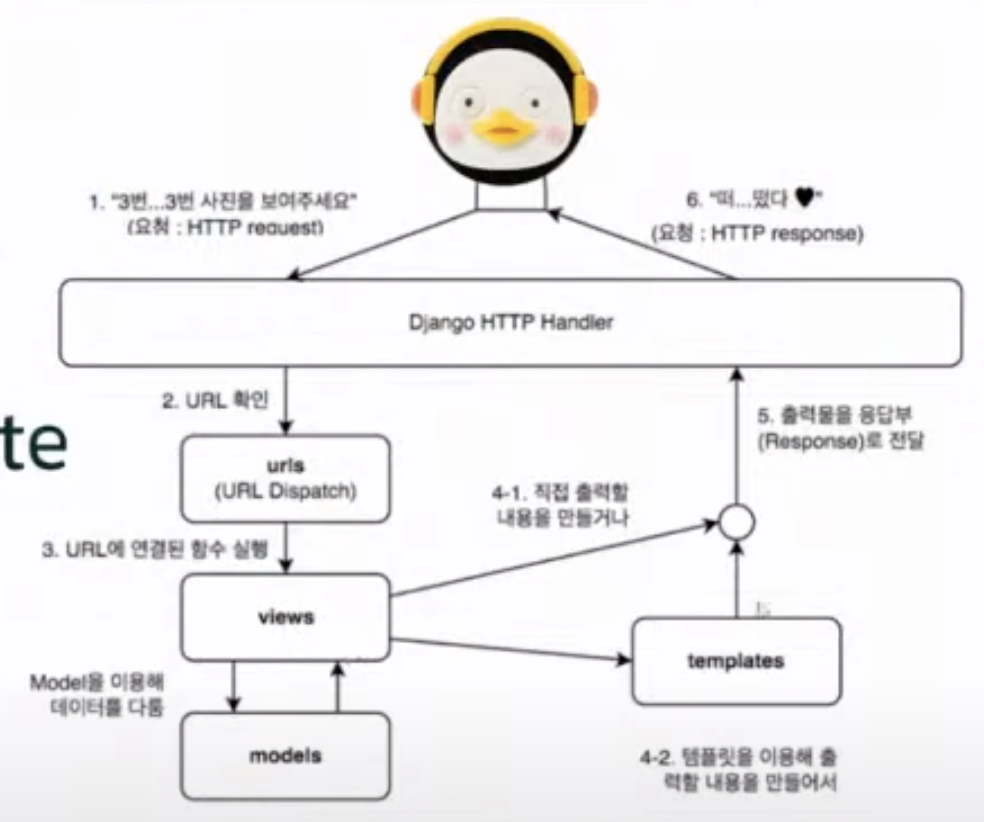 1. "3번...3번 사진을 보여주세요"
(요청 : HTTP request)
6. "떠...떴다 ♥"
(요청 : HTTP response)
Django HTTP Handler
2. URL 확인
te
urls
(URL Dispatch)
5. 출력물을 응답부
(Response)로 전달
4-1. 직접 출력할
내용을 만들거나
3. URL에 연결된 함수 실행
views
templates
Model을 이용해
데이터를 다룸
models
4-2. 템플릿을 이용해 출
력할 내용을 만들어서